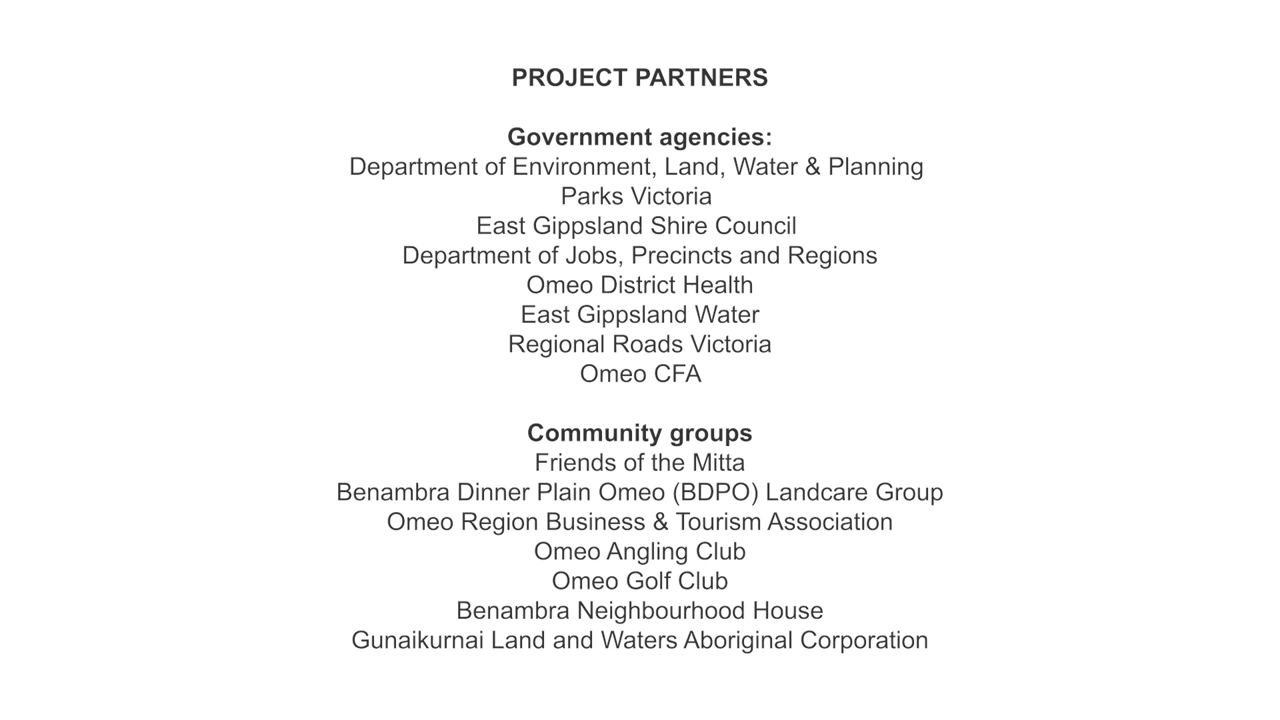 PROJECT PARTNERS
Government agencies:
Department of Environment, Land, Water & Planning
Parks Victoria
East Gippsland Shire Council
Department of Jobs, Precincts and Regions
Omeo District Health
East Gippsland Water
Regional Roads Victoria
Omeo CFA
Community groups
Friends of the Mitta
Benambra Dinner Plain Omeo (BDPO) Landcare Group
Omeo Region Business & Tourism Association
Omeo Angling Club
Omeo Golf Club
Benambra Neighbourhood House
Gunaikurnai Land and Waters Aboriginal Corporation